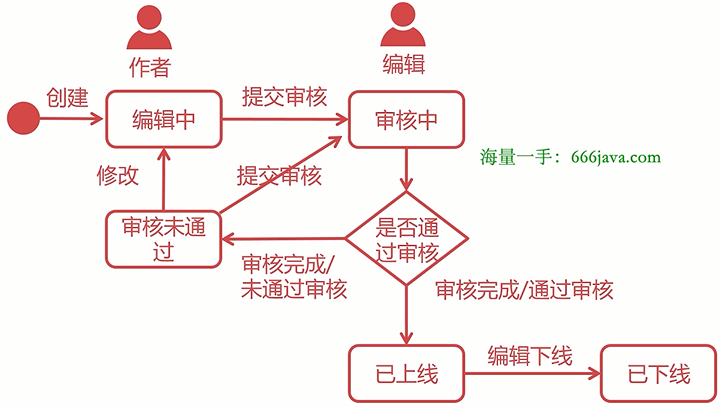 作者
编辑
创建
编辑中
提交审核
审核中
海量一手：666java.com
修改
提交审核
审核未通
过
是否通
过审核
审核完成/
未通过审核
审核完成/通过审核
已上线
编辑下线
已下线